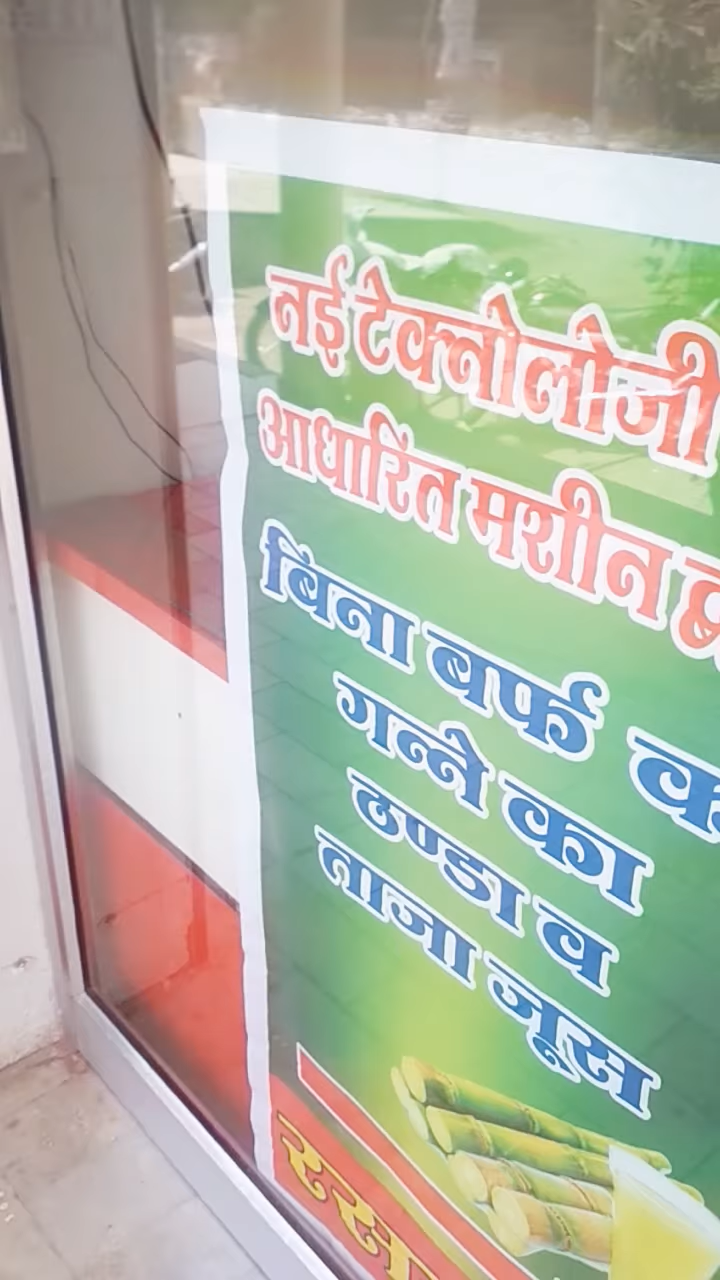 नई टेक्नोलॉजी
आधारित मशीन
बिना बर्फ
गन्ने का
ठण्डा व
ताजा जूस